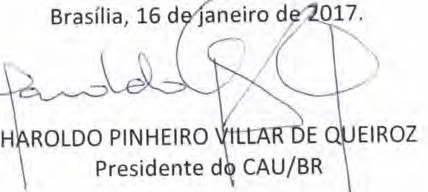 Brasília, 16 de janeiro de 2017.
HAROLDO PINHEIRO VILLAR DE QUEIROZ
Presidente do CAU/BR